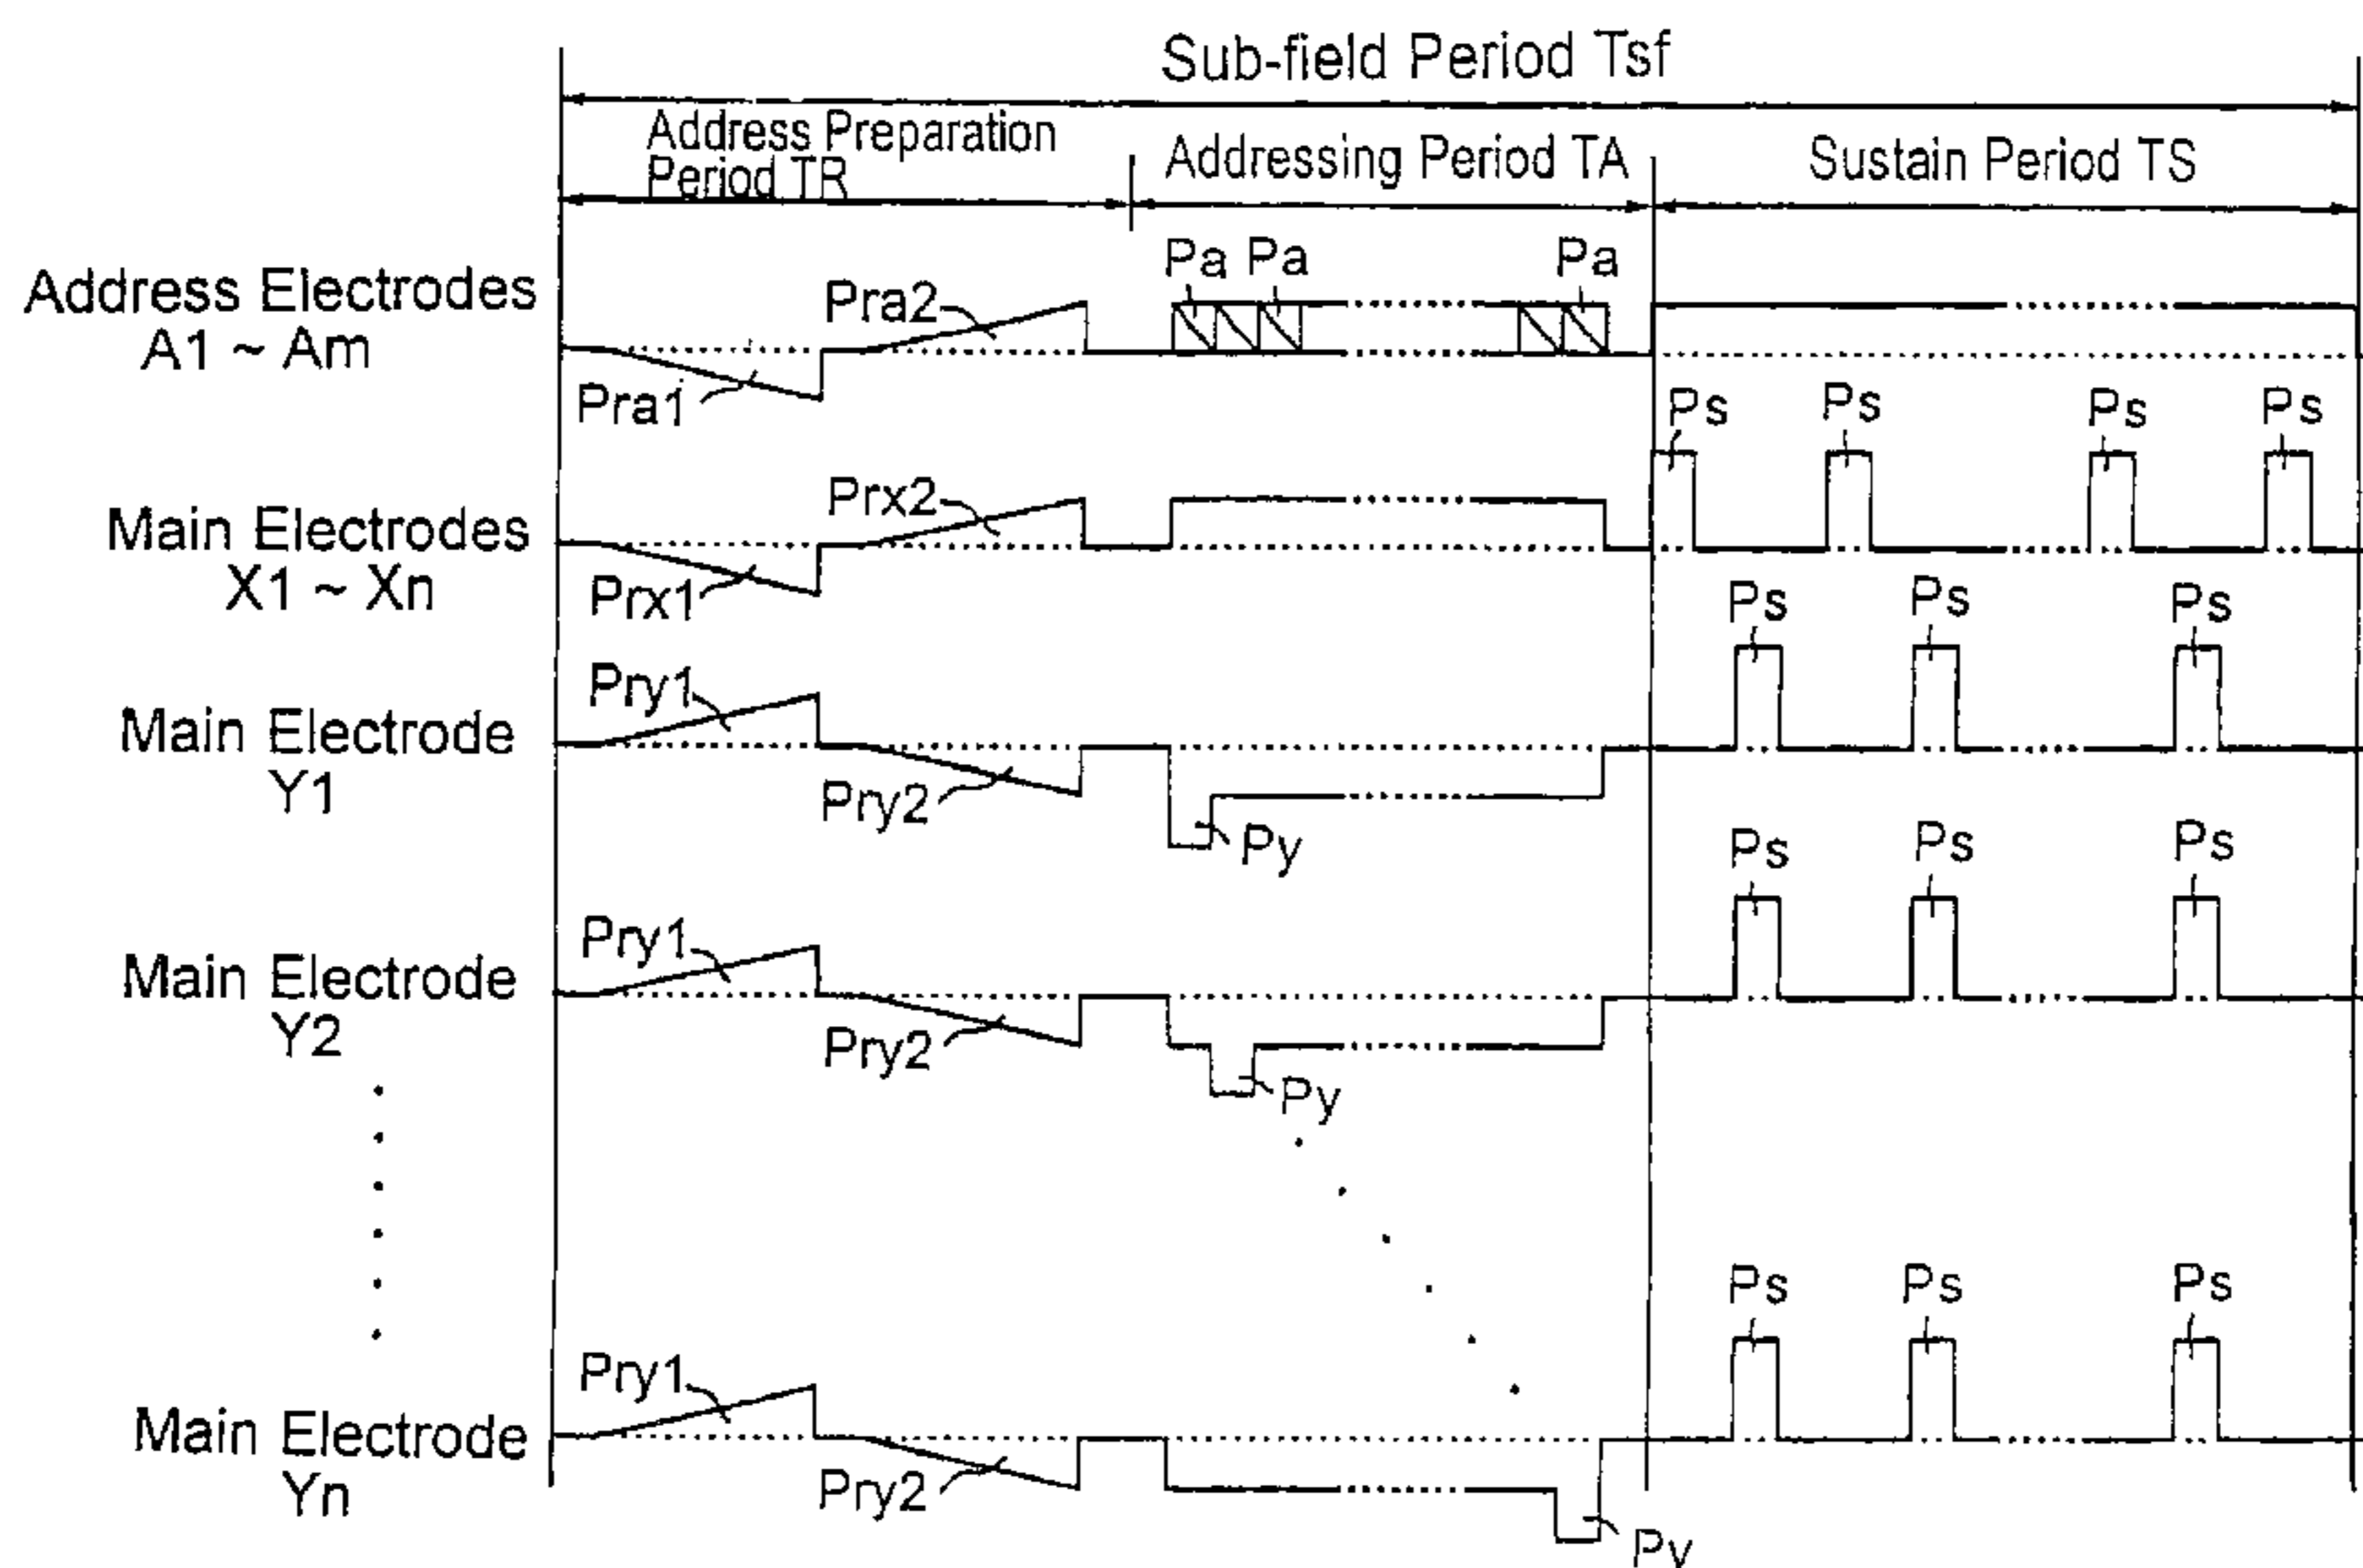 Sub-field Period Tsf
Address Preparation
Period TR
Addressing Period TA
Sustain Period TS
Address Electrodes
A1 ~ Am
Pra1
Pra2
Pa Pa Pa
Main Electrodes
X1 ~ Xn
Prx1
Prx2
Ps Ps Ps Ps
Main Electrode
Y1
Pry1
Pry2
Py
Ps Ps Ps
Main Electrode
Y2
Pry1
Pry2
Py
Ps Ps Ps
Main Electrode
Yn
Pry1
Pry2
Py
Ps Ps Ps